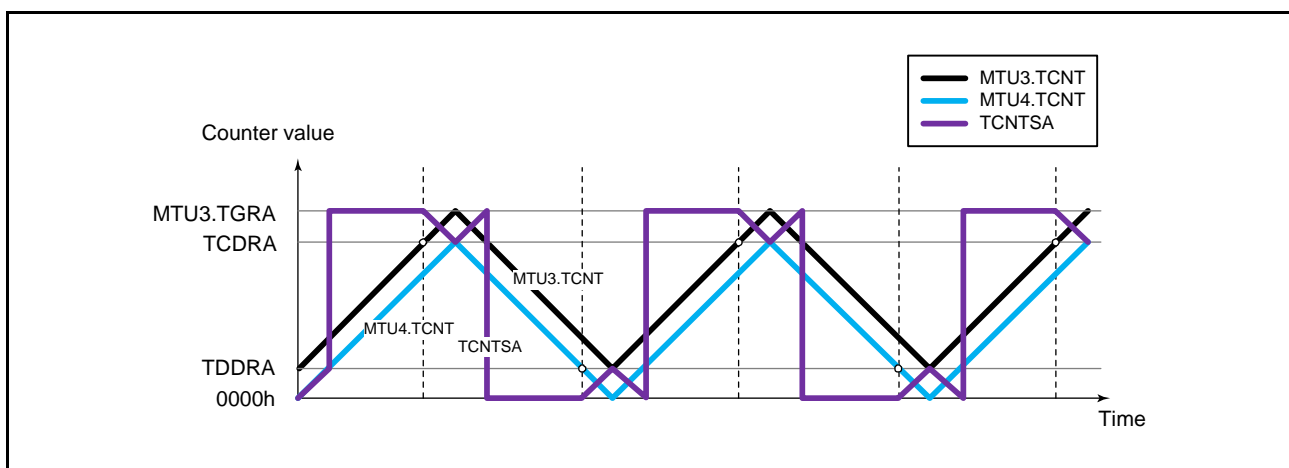 MTU3.TCNT
MTU4.TCNT
TCNTSA
Counter value
MTU3.TGRA
TCDRA
MTU3.TCNT
MTU4.TCNT
TCNTSA
TDDRA
0000h
Time